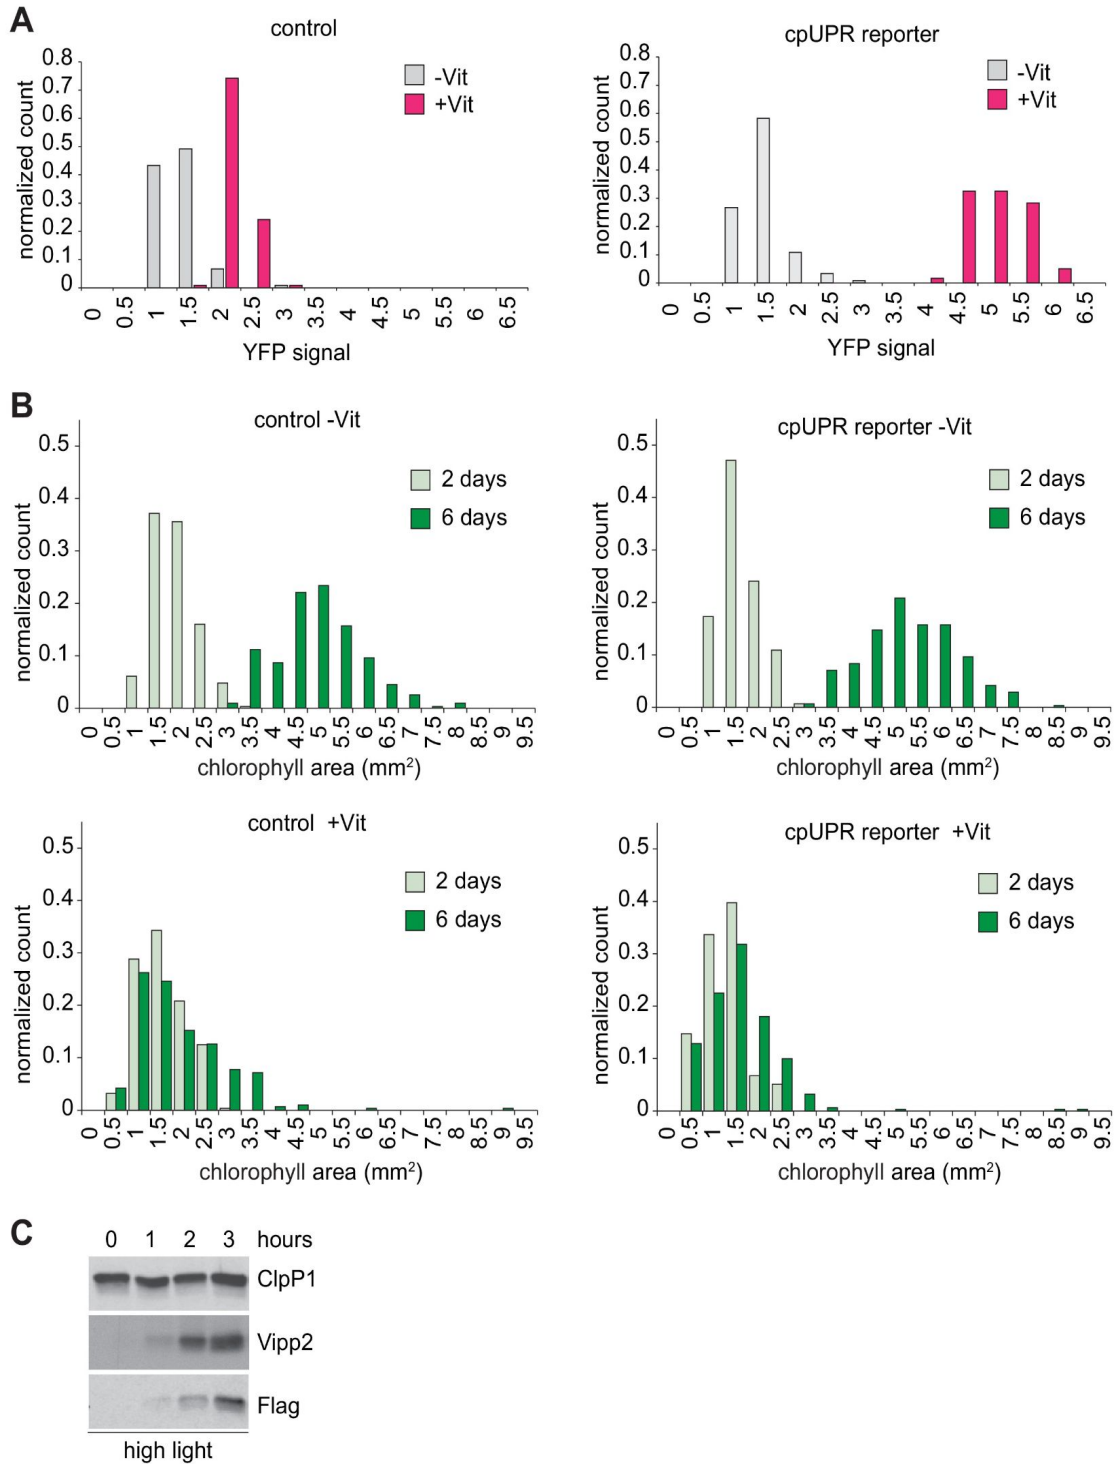 A
control
cpUPR reporter
-Vit
+Vit
-Vit
+Vit
normalized count
0.8
0.7
0.6
0.5
0.4
0.3
0.2
0.1
0
0 0.5 1 1.5 2 2.5 3 3.5 4 4.5 5 5.5 6 6.5
YFP signal
normalized count
0.8
0.7
0.6
0.5
0.4
0.3
0.2
0.1
0
0 0.5 1 1.5 2 2.5 3 3.5 4 4.5 5 5.5 6 6.5
YFP signal
B
control -Vit
2 days
6 days
normalized count
0.5
0.4
0.3
0.2
0.1
0
0 0.5 1 1.5 2 2.5 3 3.5 4 4.5 5 5.5 6 6.5 7 7.5 8 8.5 9 9.5
chlorophyll area (mm²)
cpUPR reporter -Vit
2 days
6 days
normalized count
0.5
0.4
0.3
0.2
0.1
0
0 0.5 1 1.5 2 2.5 3 3.5 4 4.5 5 5.5 6 6.5 7 7.5 8 8.5 9 9.5
chlorophyll area (mm²)
control +Vit
2 days
6 days
normalized count
0.5
0.4
0.3
0.2
0.1
0
0 0.5 1 1.5 2 2.5 3 3.5 4 4.5 5 5.5 6 6.5 7 7.5 8 8.5 9 9.5
chlorophyll area (mm²)
cpUPR reporter +Vit
2 days
6 days
normalized count
0.5
0.4
0.3
0.2
0.1
0
0 0.5 1 1.5 2 2.5 3 3.5 4 4.5 5 5.5 6 6.5 7 7.5 8 8.5 9 9.5
chlorophyll area (mm²)
C
0 1 2 3 hours
ClpP1
Vipp2
Flag
high light